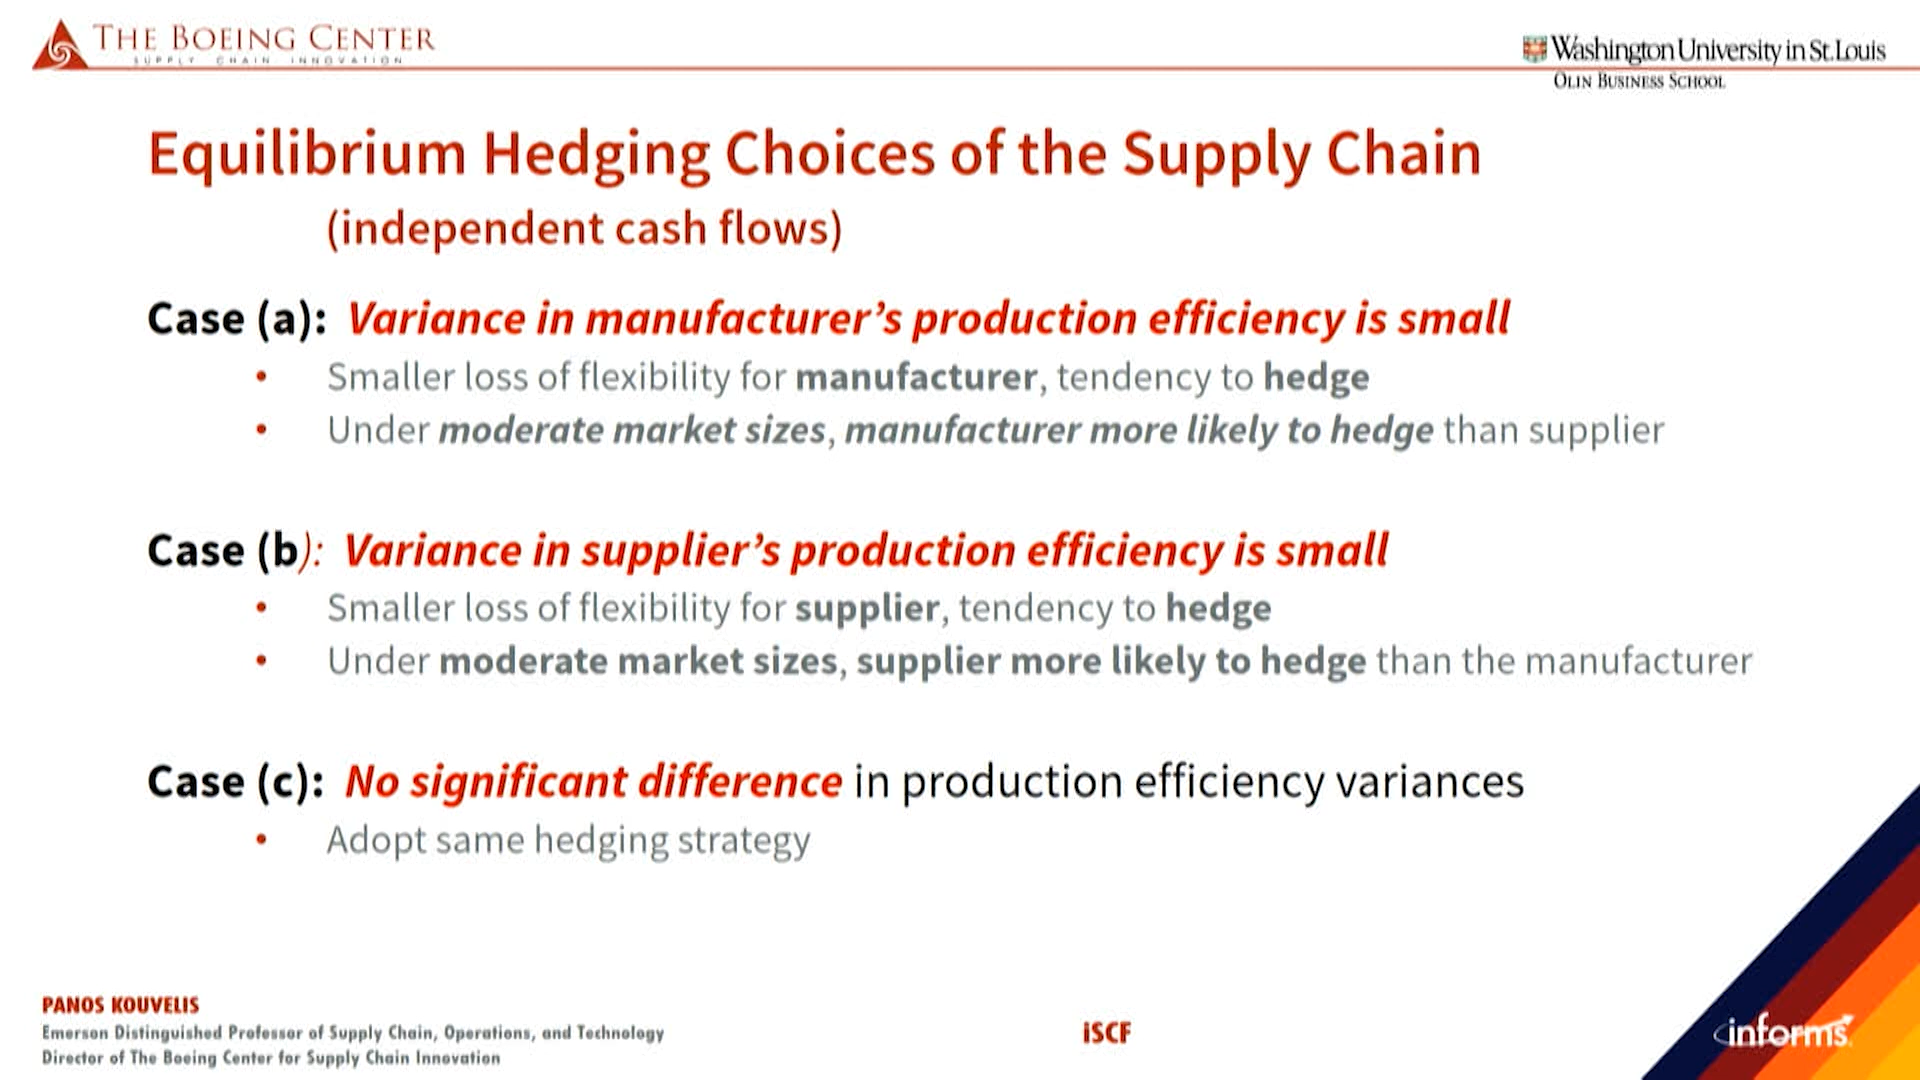 THE BOEING CENTER
SUPPLY CHAIN INNOVATION
Washington University in St.Louis
OLIN BUSINESS SCHOOL
Equilibrium Hedging Choices of the Supply Chain
(independent cash flows)
Case (a): Variance in manufacturer’s production efficiency is small
• Smaller loss of flexibility for manufacturer, tendency to hedge
• Under moderate market sizes, manufacturer more likely to hedge than supplier
Case (b): Variance in supplier’s production efficiency is small
• Smaller loss of flexibility for supplier, tendency to hedge
• Under moderate market sizes, supplier more likely to hedge than the manufacturer
Case (c): No significant difference in production efficiency variances
• Adopt same hedging strategy
PANOS KOUVELIS
Emerson Distinguished Professor of Supply Chain, Operations, and Technology
Director of The Boeing Center for Supply Chain Innovation
iSCF
informs